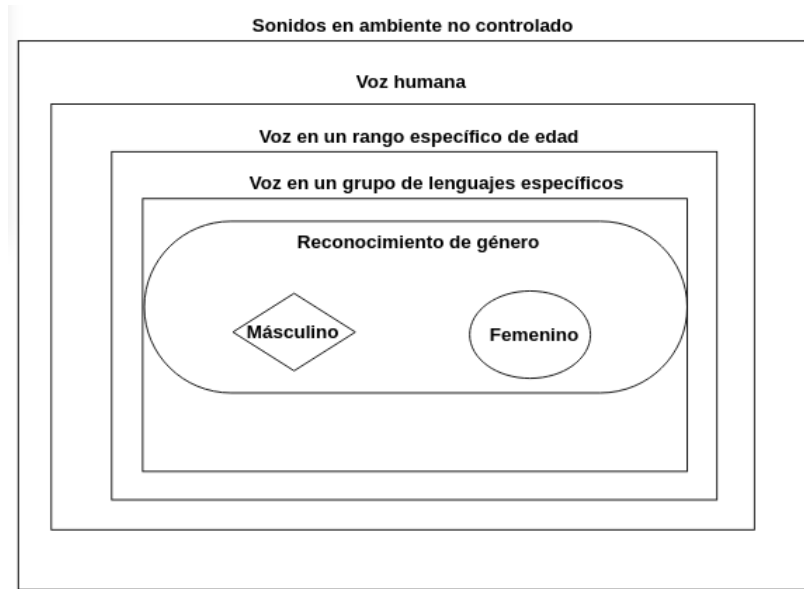 Sonidos en ambiente no controlado
Voz humana
Voz en un rango específico de edad
Voz en un grupo de lenguajes específicos
Reconocimiento de género
Másculino
Femenino